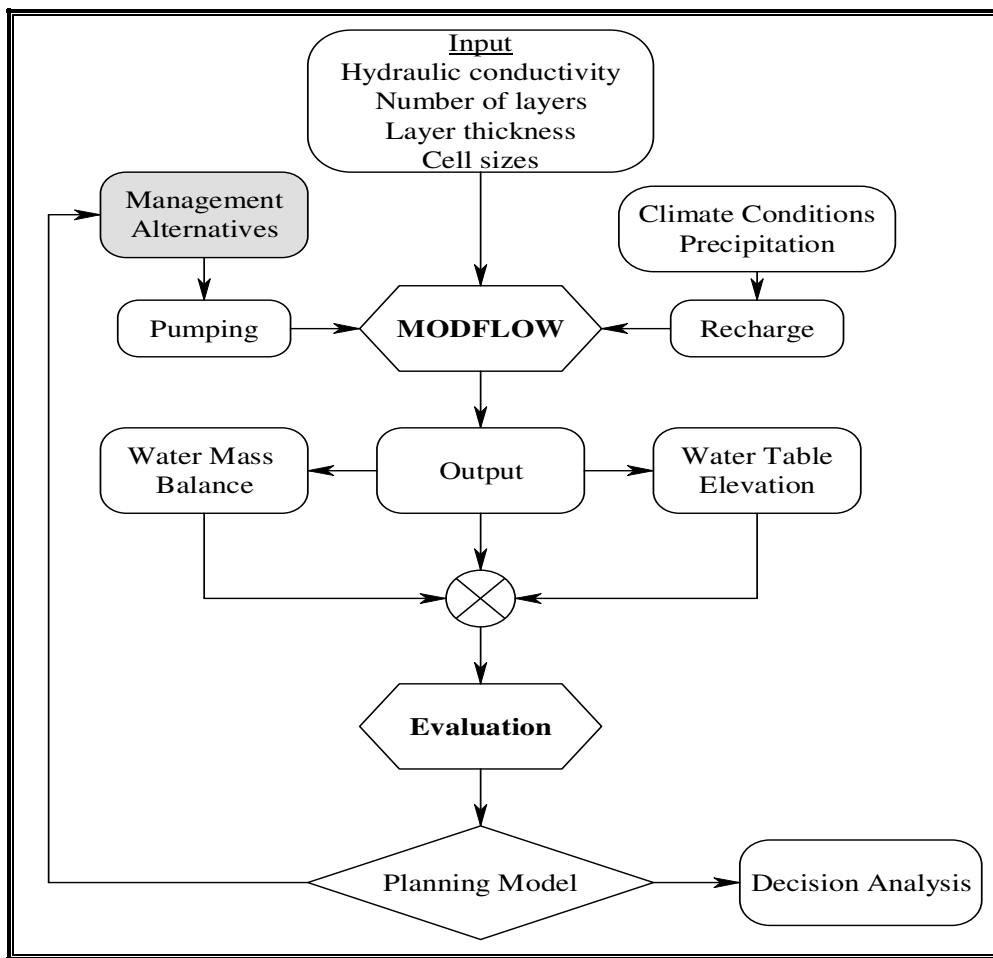 Input
Hydraulic conductivity
Number of layers
Layer thickness
Cell sizes
Management
Alternatives
Climate Conditions
Precipitation
Pumping
MODFLOW
Recharge
Water Mass
Balance
Output
Water Table
Elevation
Evaluation
Planning Model
Decision Analysis